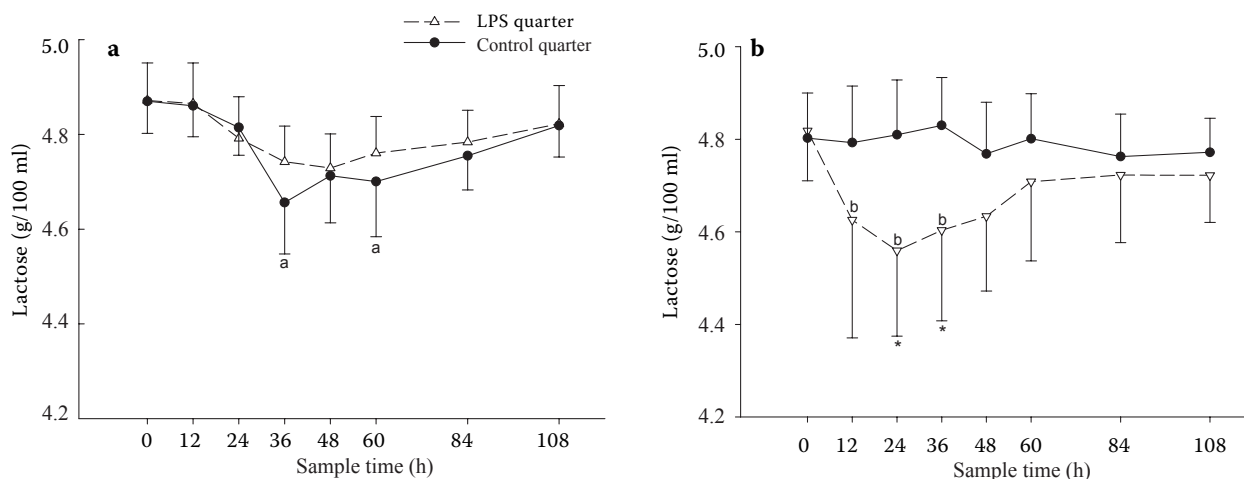 LPS quarter
Control quarter
a
5.0
4.8
4.6
4.4
4.2
Lactose (g/100 ml)
a
a
0 12 24 36 48 60 84 108
Sample time (h)
b
5.0
4.8
4.6
4.4
4.2
Lactose (g/100 ml)
b
b
b
*
*
0 12 24 36 48 60 84 108
Sample time (h)